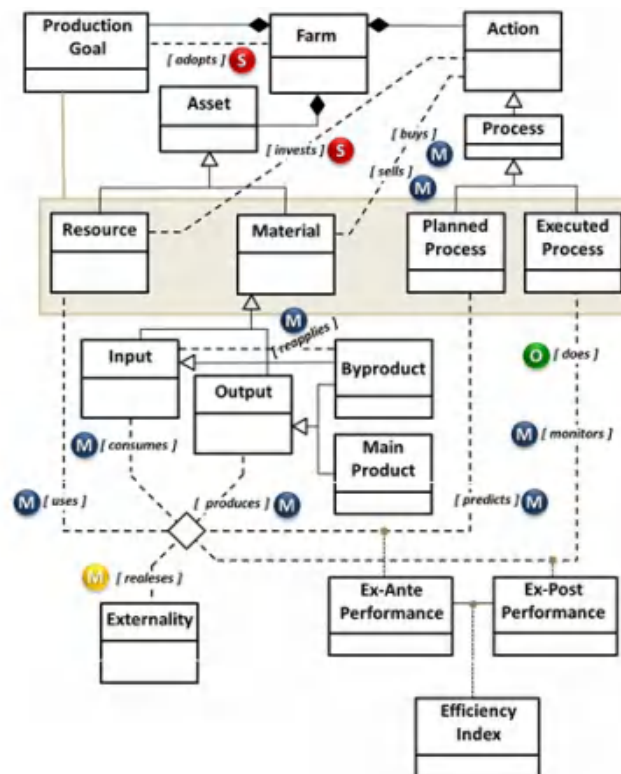 Production
Goal
Farm
Action
[ adopts ] S
Asset
[ buys ]
Process
[ invests ] S
M
[ sells ]
M
Resource
Material
Planned
Process
Executed
Process
M
[ reapplies ]
Input
Byproduct
O [ does ]
Output
M [ consumes ]
Main
Product
M [ monitors ]
M [ uses ]
[ produces ] M
[ predicts ] M
M [ realeses ]
Externality
Ex-Ante
Performance
Ex-Post
Performance
Efficiency
Index